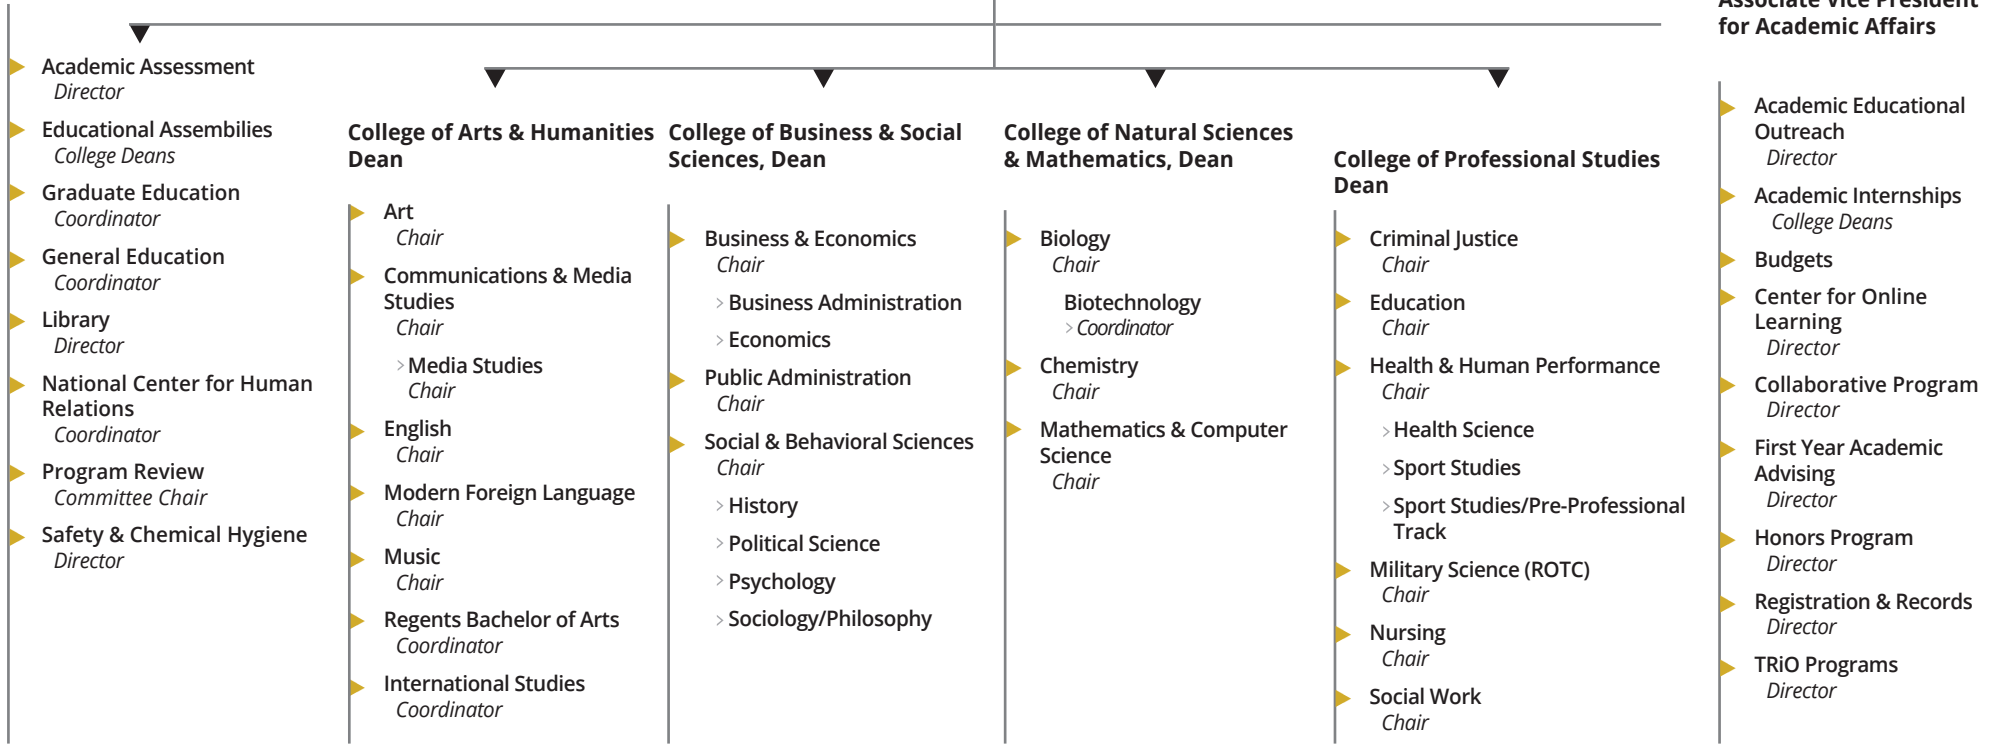 Academic Assessment
Director
Educational Assembilies
College Deans
Graduate Education
Coordinator
General Education
Coordinator
Library
Director
National Center for Human
Relations
Coordinator
Program Review
Committee Chair
Safety & Chemical Hygiene
Director
College of Arts & Humanities
Dean
Art
Chair
Communications & Media
Studies
Chair
> Media Studies
Chair
English
Chair
Modern Foreign Language
Chair
Music
Chair
Regents Bachelor of Arts
Coordinator
International Studies
Coordinator
College of Business & Social
Sciences, Dean
Business & Economics
Chair
> Business Administration
> Economics
Public Administration
Chair
Social & Behavioral Sciences
Chair
> History
> Political Science
> Psychology
> Sociology/Philosophy
College of Natural Sciences
& Mathematics, Dean
Biology
Chair
Biotechnology
> Coordinator
Chemistry
Chair
Mathematics & Computer
Science
Chair
College of Professional Studies
Dean
Criminal Justice
Chair
Education
Chair
Health & Human Performance
Chair
> Health Science
> Sport Studies
> Sport Studies/Pre-Professional
Track
Military Science (ROTC)
Chair
Nursing
Chair
Social Work
Chair
Associate Vice President
for Academic Affairs
Academic Educational
Outreach
Director
Academic Internships
College Deans
Budgets
Center for Online
Learning
Director
Collaborative Program
Director
First Year Academic
Advising
Director
Honors Program
Director
Registration & Records
Director
TRiO Programs
Director